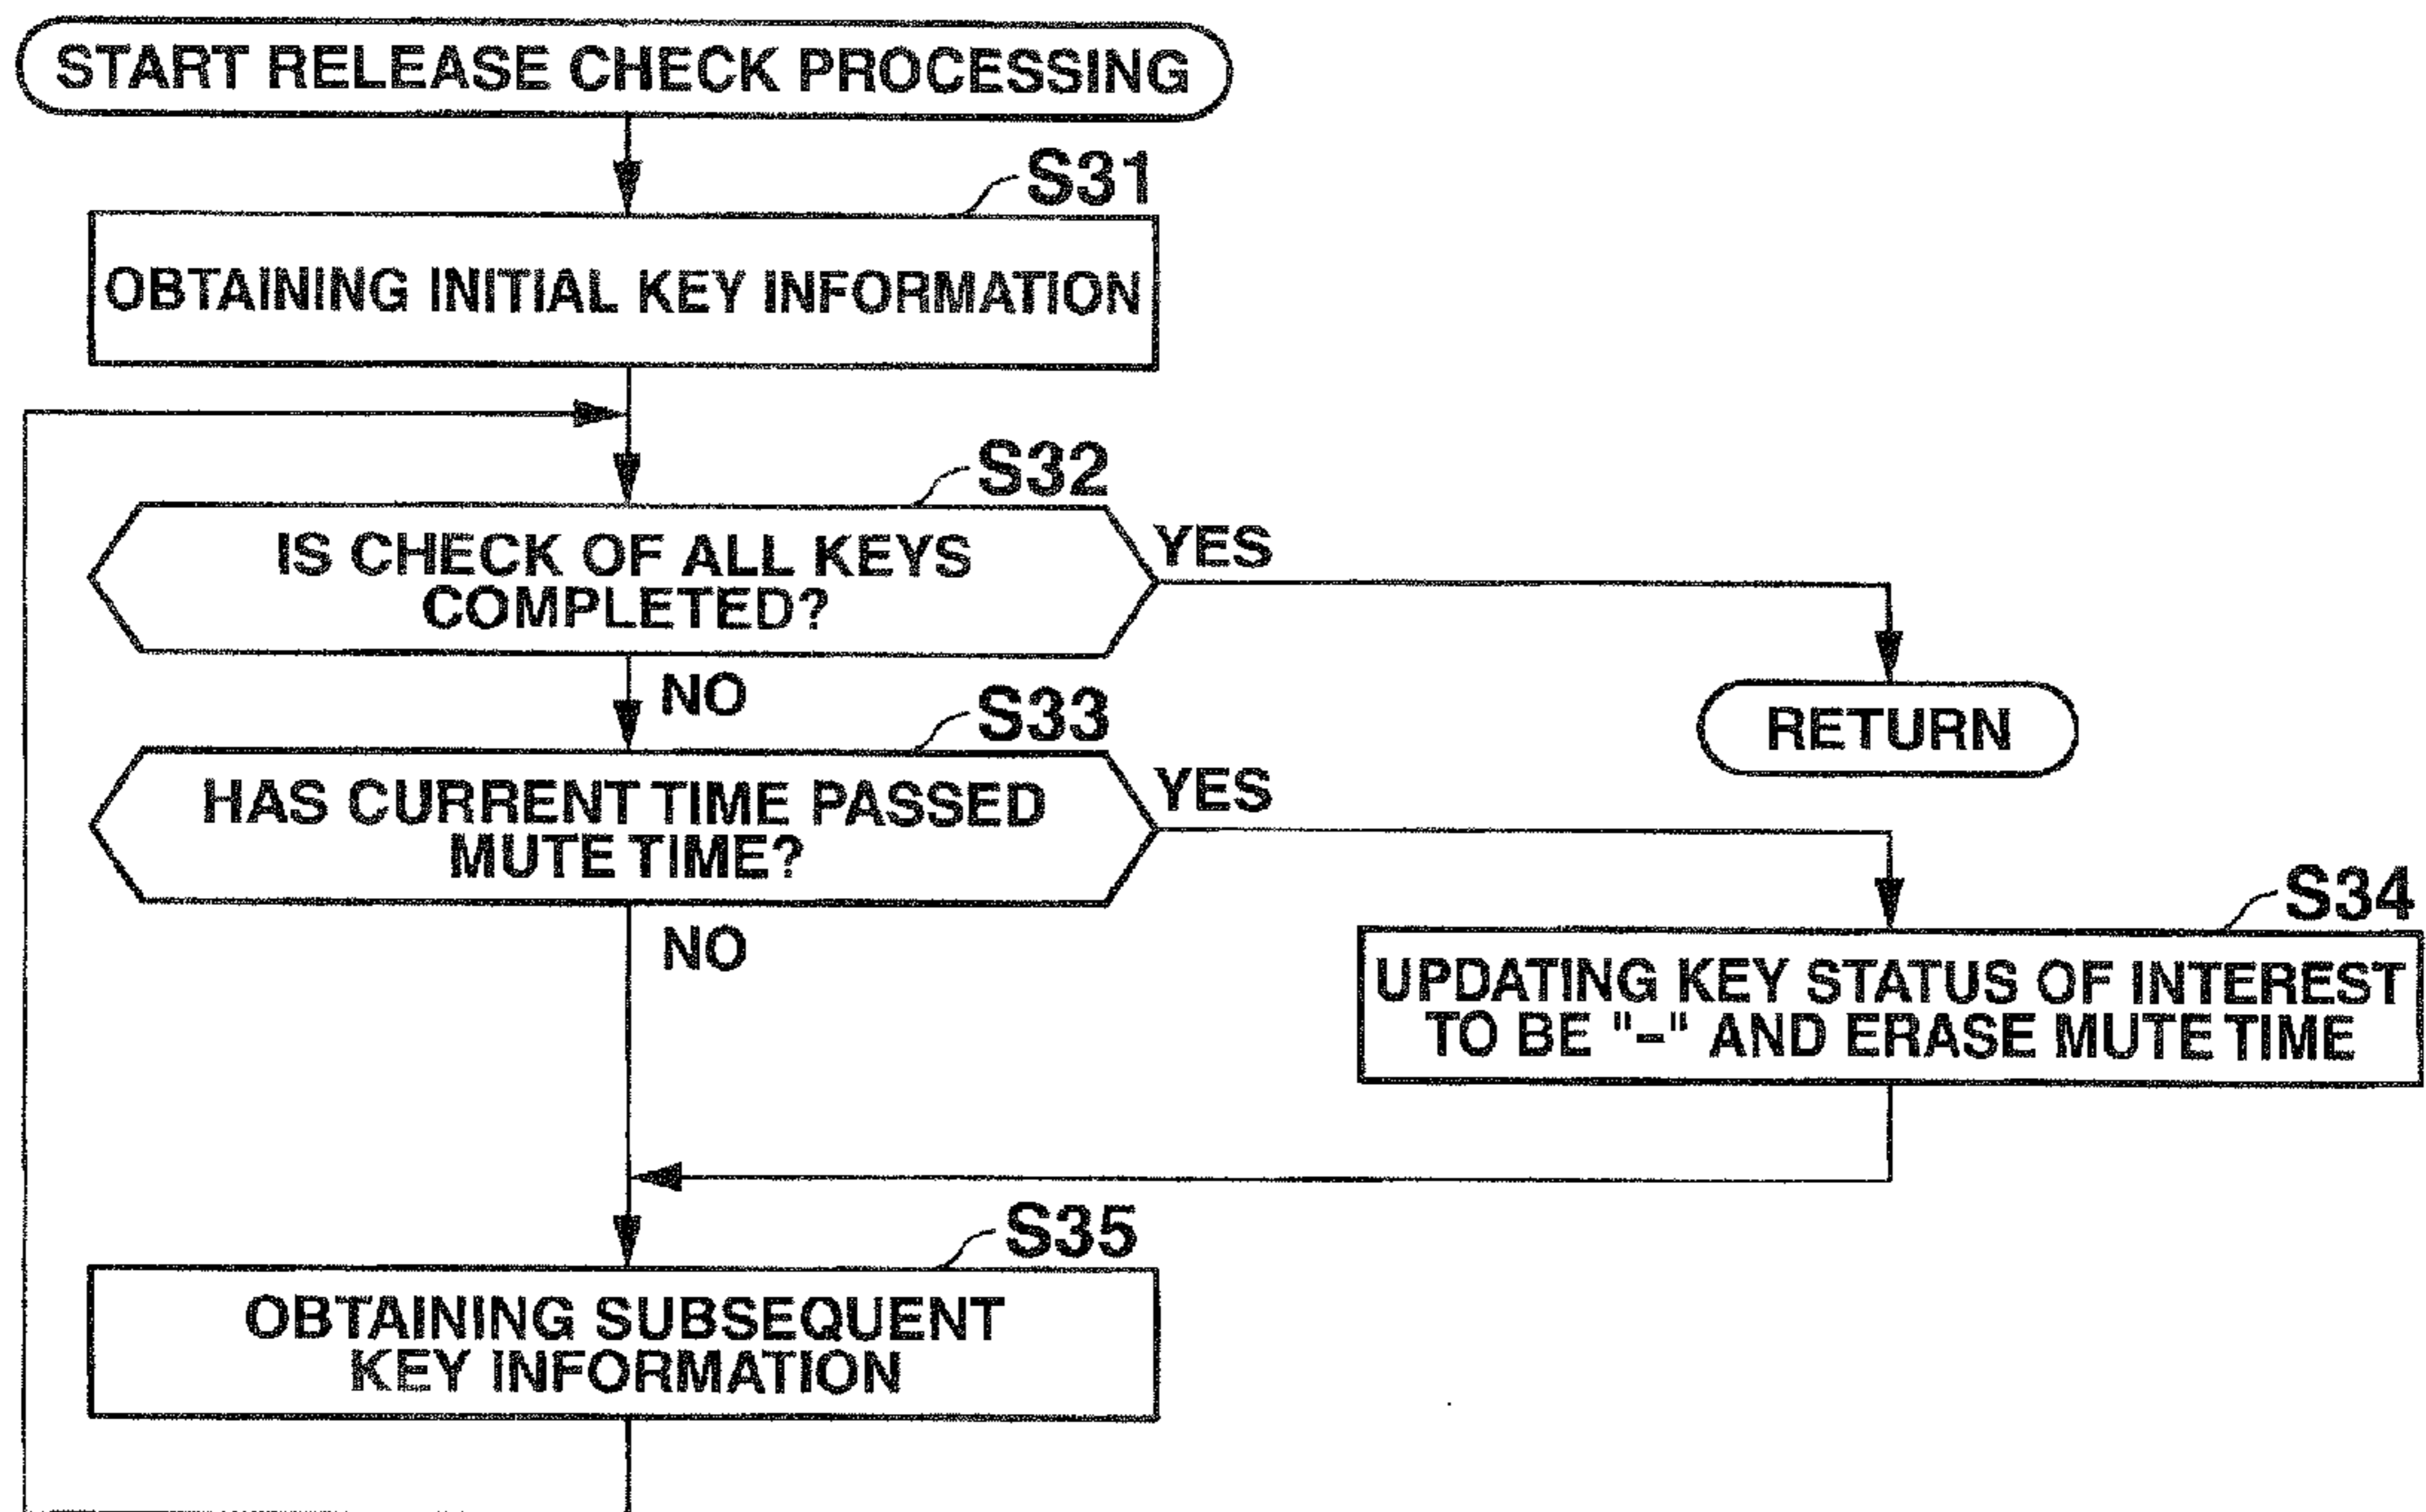 START RELEASE CHECK PROCESSING
S31
OBTAINING INITIAL KEY INFORMATION
S32
IS CHECK OF ALL KEYS
COMPLETED?
YES
NO
RETURN
S33
HAS CURRENT TIME PASSED
MUTE TIME?
YES
NO
S34
UPDATING KEY STATUS OF INTEREST
TO BE "-" AND ERASE MUTE TIME
S35
OBTAINING SUBSEQUENT
KEY INFORMATION